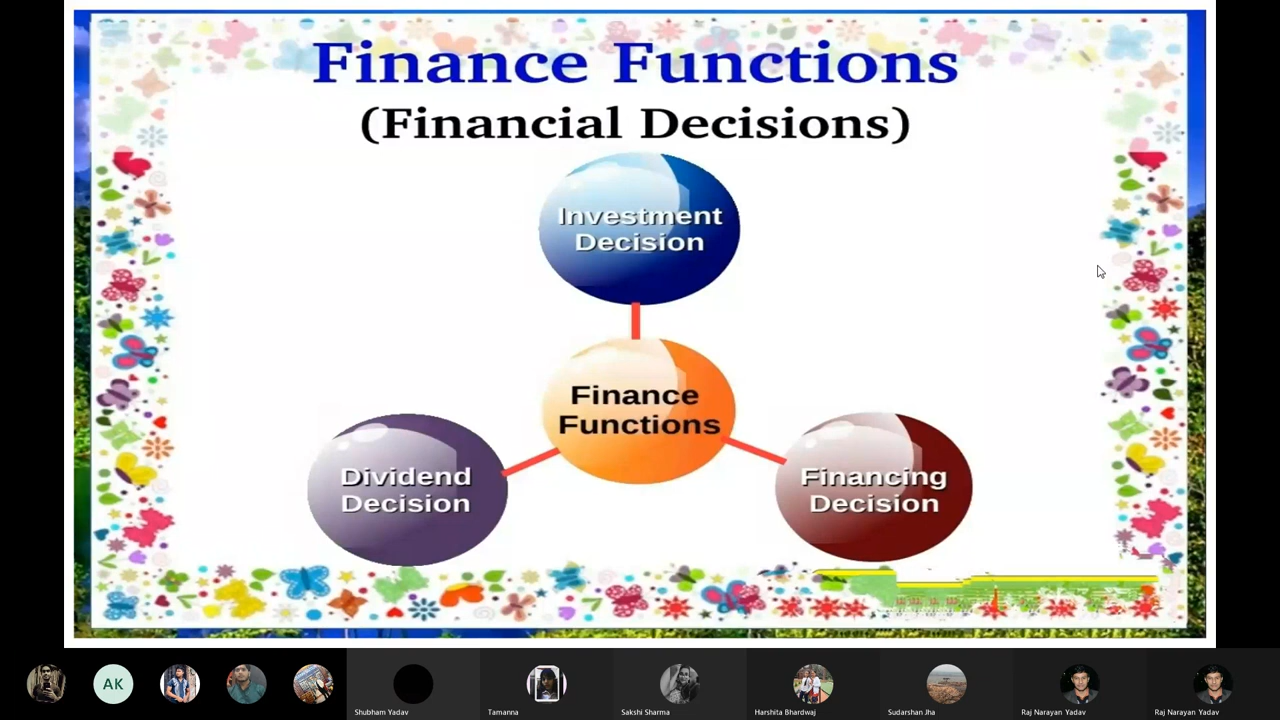 Finance Functions
(Financial Decisions)
Investment
Decision
Finance
Functions
Dividend
Decision
Financing
Decision
AK
Shubham Yadav
Tamanna
Sakshi Sharma
Harshita Bhardwaj
Sudarshan Jha
Raj Narayan Yadav
Raj Narayan Yadav